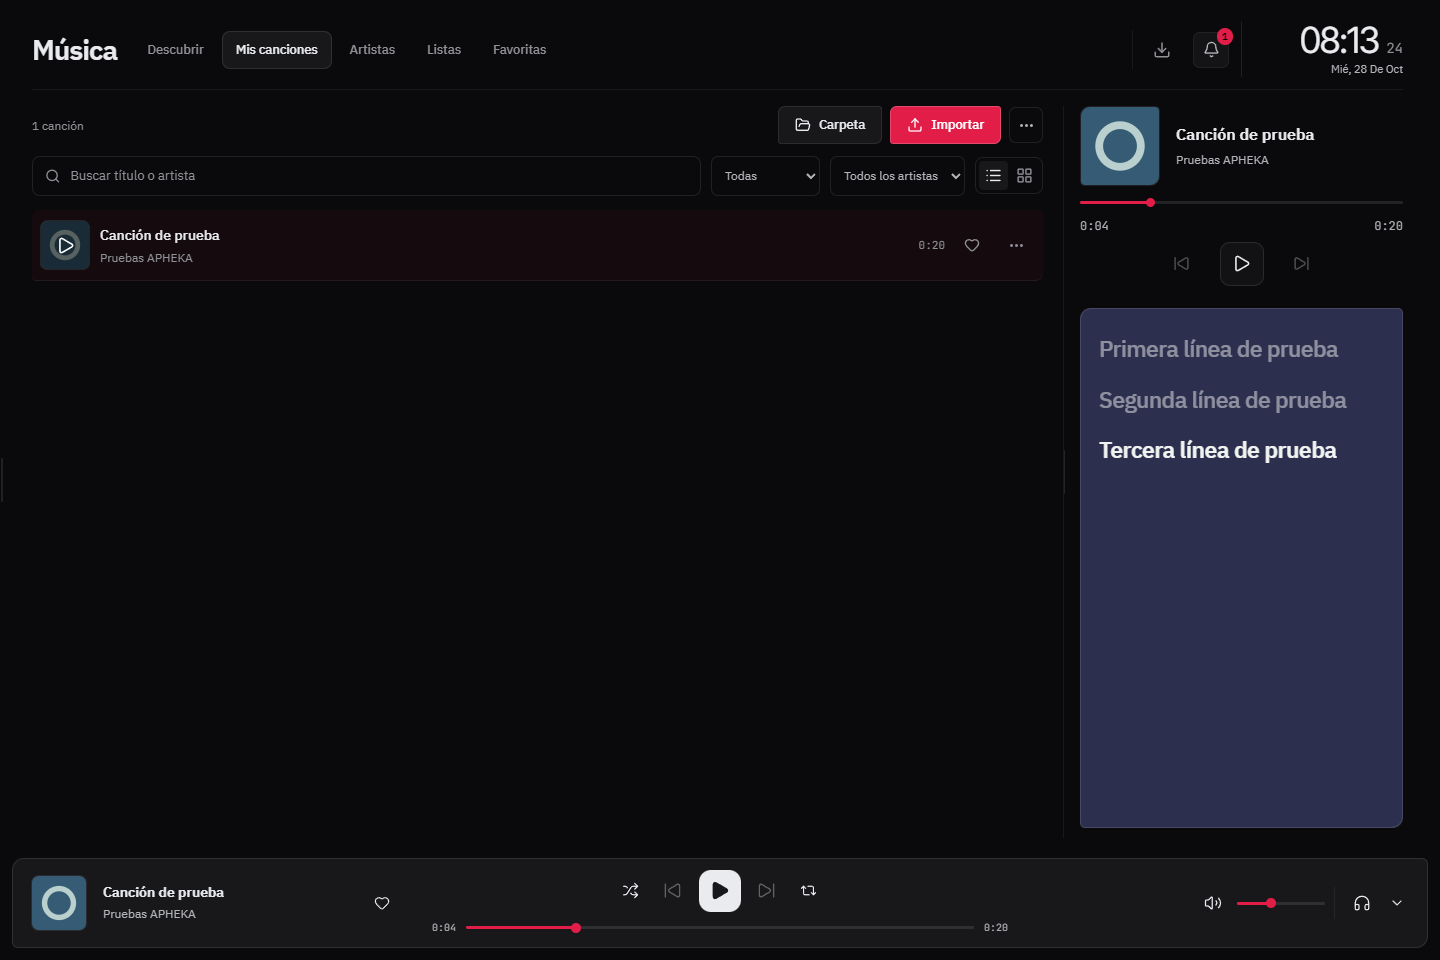 Música
Descubrir
Mis canciones
Artistas
Listas
Favoritas
1
08:13 24
Mié, 28 De Oct
1 canción
Carpeta
Importar
Buscar título o artista
Todas
Todos los artistas
Canción de prueba
Pruebas APHEKA
0:20
Canción de prueba
Pruebas APHEKA
0:04
0:20
Primera línea de prueba
Segunda línea de prueba
Tercera línea de prueba
Canción de prueba
Pruebas APHEKA
0:04
0:20